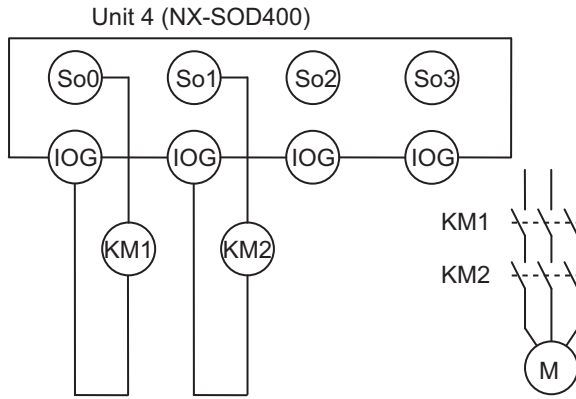 Unit 4 (NX-SOD400)
So0 So1 So2 So3
IOG IOG IOG IOG
KM1 KM2
KM1
KM2
M